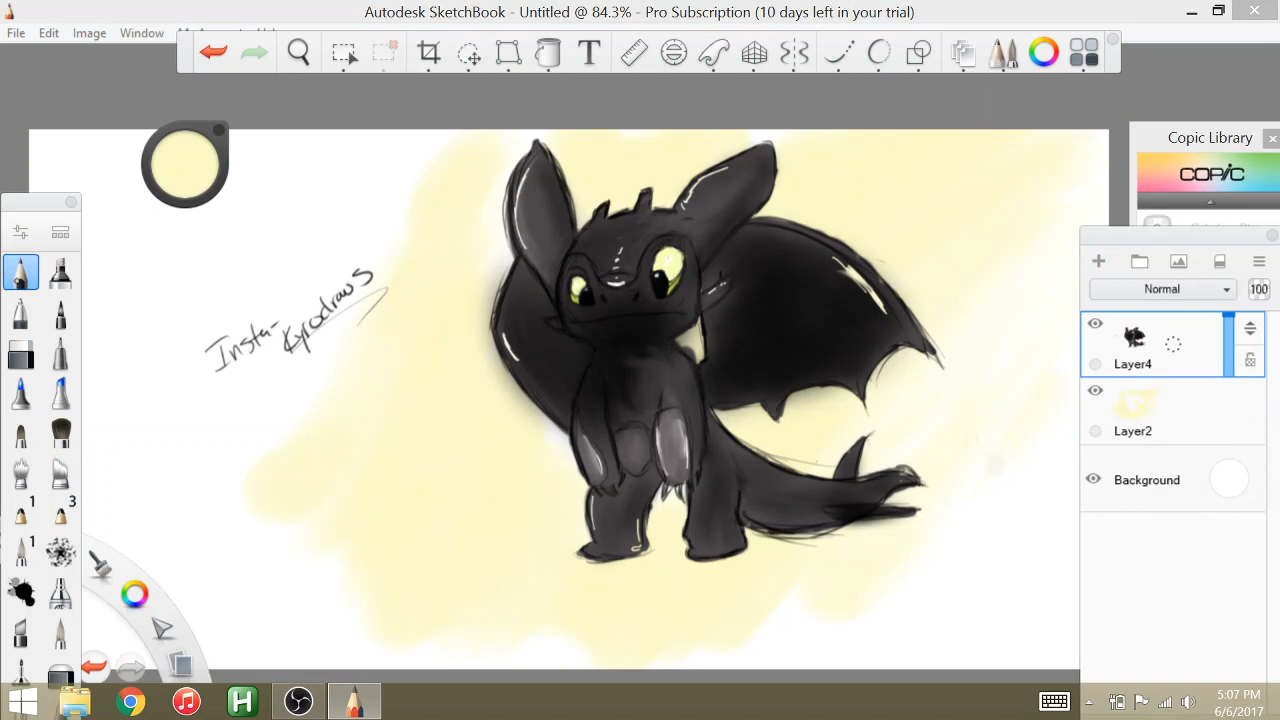 Autodesk SketchBook - Untitled @ 84.3% - Pro Subscription (10 days left in your trial)
File Edit Image Window
T
Copic Library
COPIC
Normal 100
Layer4
Layer2
Background
Insta-
Kyrodraws
1 3
1
H
5:07 PM
6/6/2017